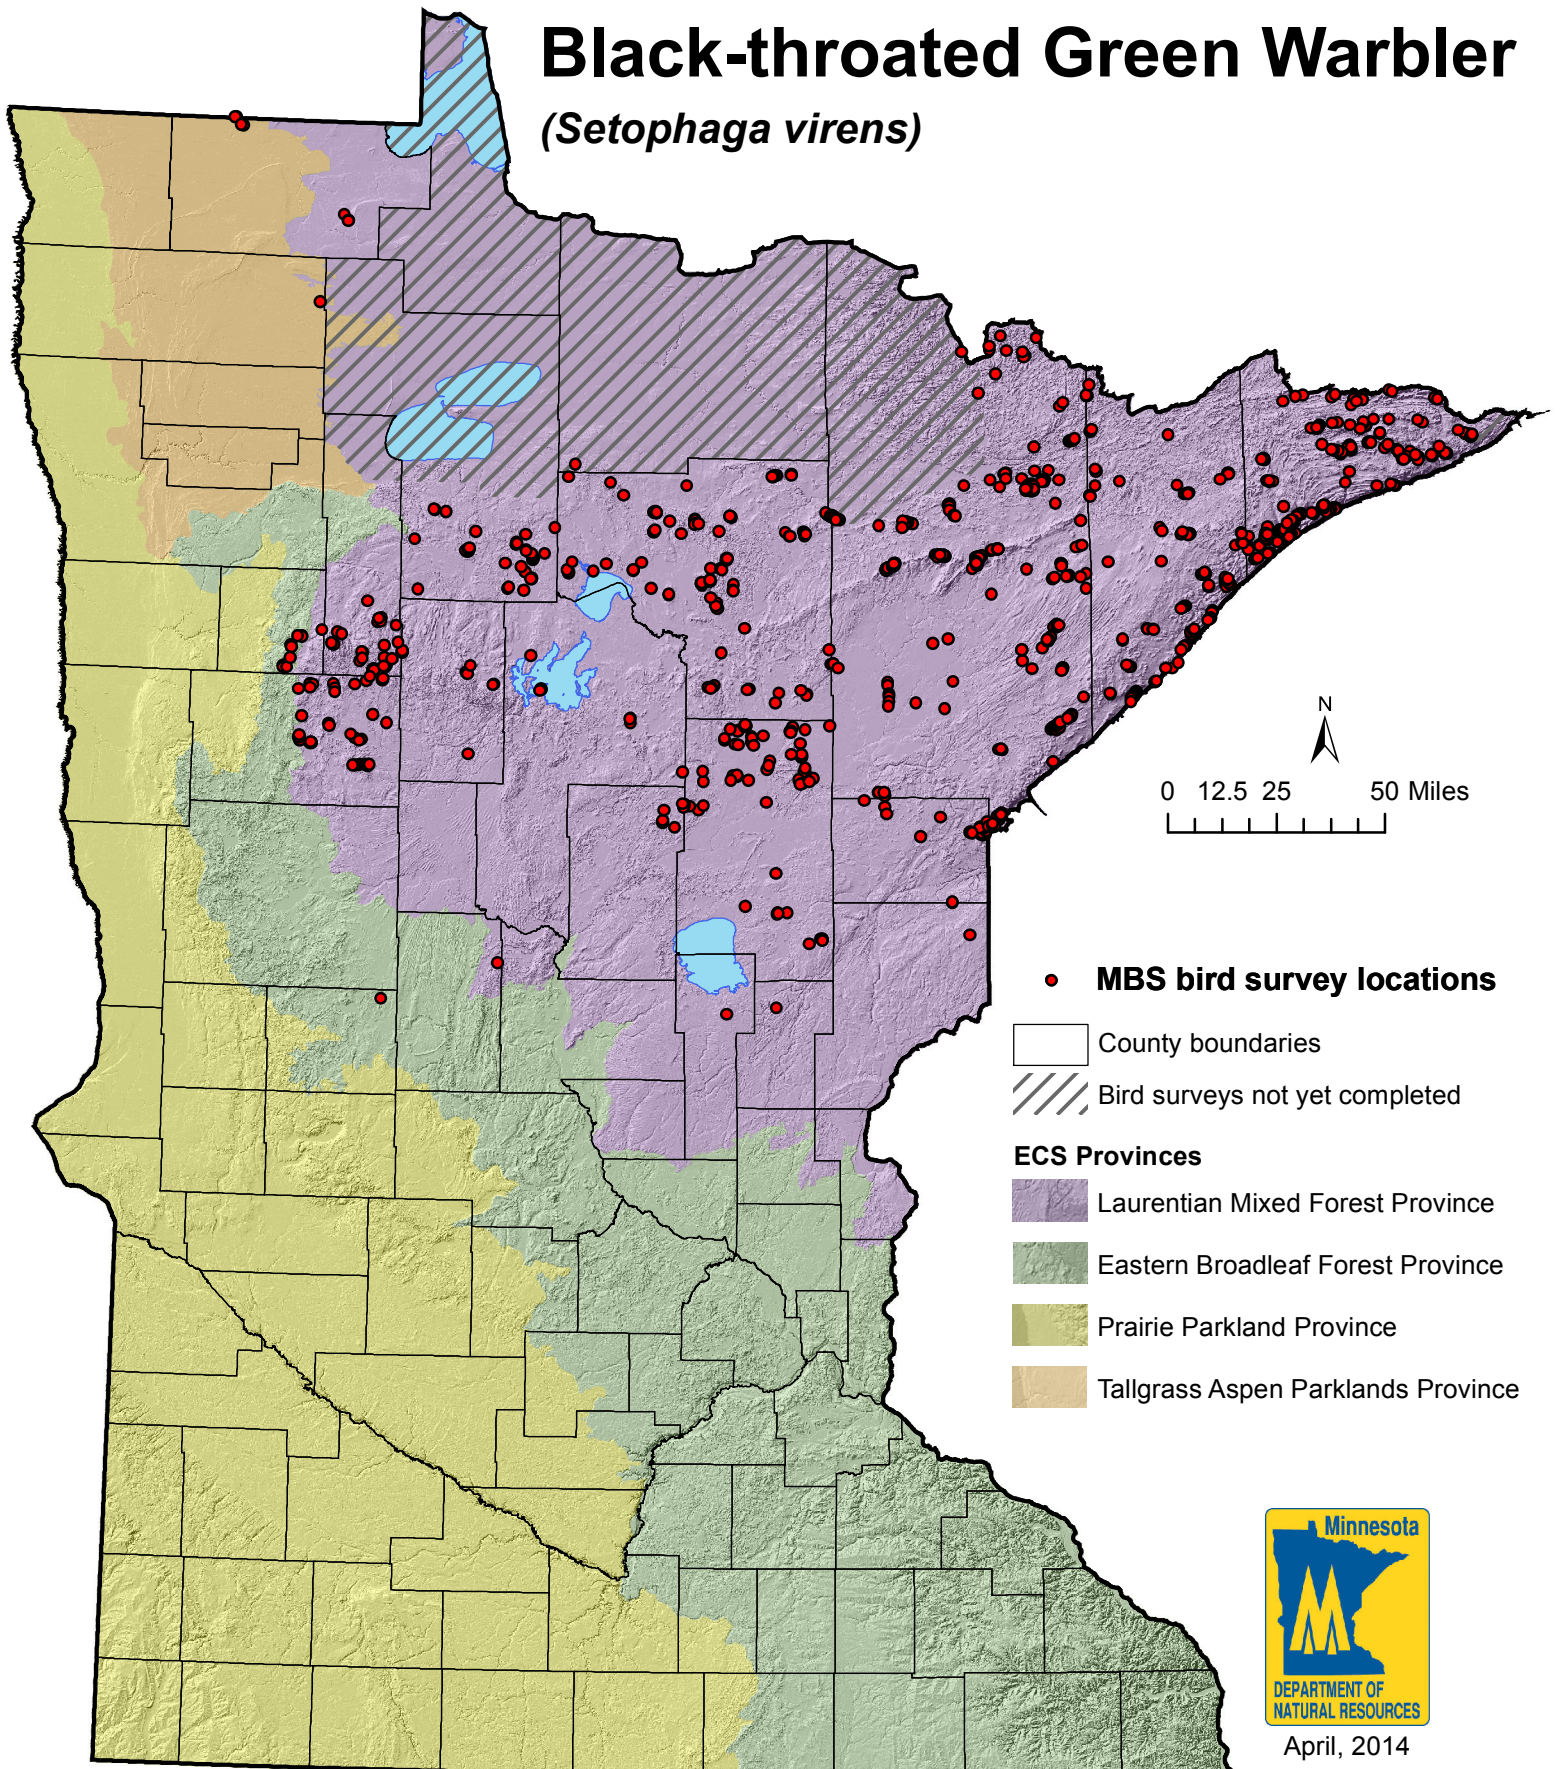 Black-throated Green Warbler
(Setophaga virens)
N
0 12.5 25 50 Miles
MBS bird survey locations
County boundaries
Bird surveys not yet completed
ECS Provinces
Laurentian Mixed Forest Province
Eastern Broadleaf Forest Province
Prairie Parkland Province
Tallgrass Aspen Parklands Province
Minnesota
DEPARTMENT OF
NATURAL RESOURCES
April, 2014